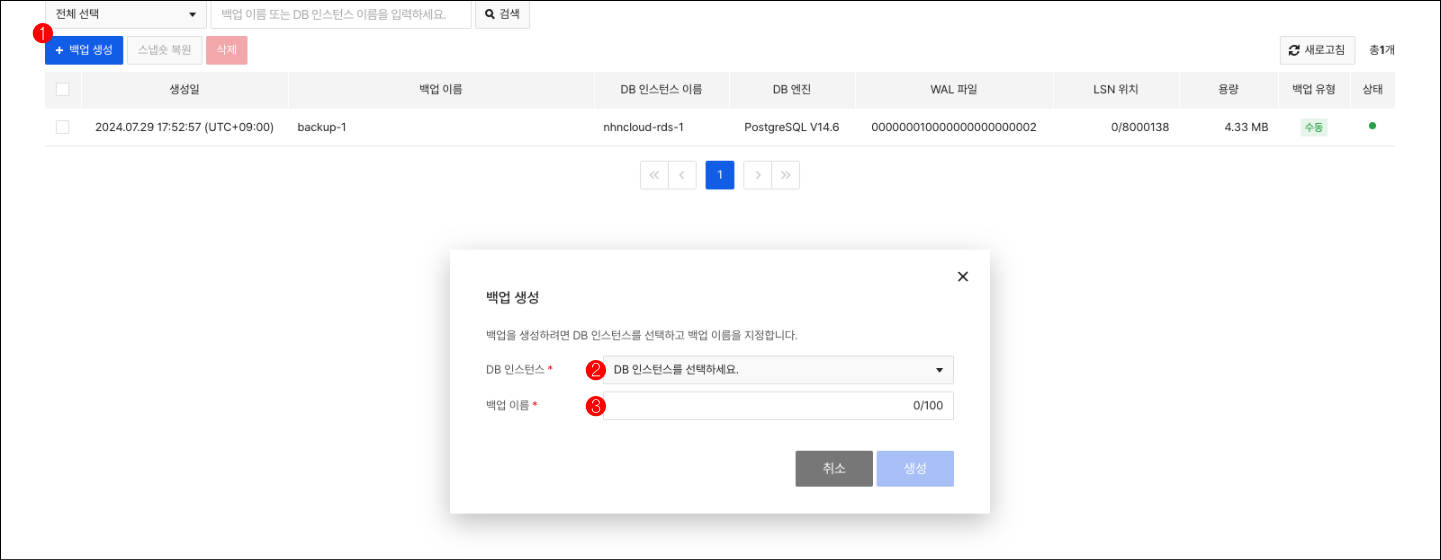 전체 선택 백업 이름 또는 DB 인스턴스 이름을 입력하세요. 검색
1
+ 백업 생성 스냅숏 복원 삭제 새로고침 총1개
생성일 백업 이름 DB 인스턴스 이름 DB 엔진 WAL 파일 LSN 위치 용량 백업 유형 상태
2024.07.29 17:52:57 (UTC+09:00) backup-1 nhncloud-rds-1 PostgreSQL V14.6 000000010000000000000002 0/8000138 4.33 MB 수동
1
백업 생성
백업을 생성하려면 DB 인스턴스를 선택하고 백업 이름을 지정합니다.
DB 인스턴스 * 2 DB 인스턴스를 선택하세요.
백업 이름 * 3 0/100
취소 생성